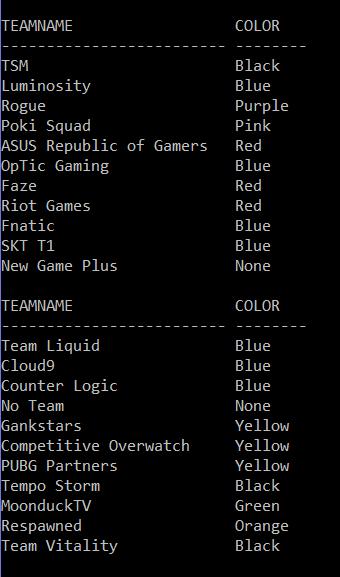 TEAMNAME COLOR
------------------------- --------
TSM Black
Luminosity Blue
Rogue Purple
Poki Squad Pink
ASUS Republic of Gamers Red
OpTic Gaming Blue
Faze Red
Riot Games Red
Fnatic Blue
SKT T1 Blue
New Game Plus None
TEAMNAME COLOR
------------------------- --------
Team Liquid Blue
Cloud9 Blue
Counter Logic Blue
No Team None
Gankstars Yellow
Competitive Overwatch Yellow
PUBG Partners Yellow
Tempo Storm Black
MoonduckTV Green
Respawned Orange
Team Vitality Black